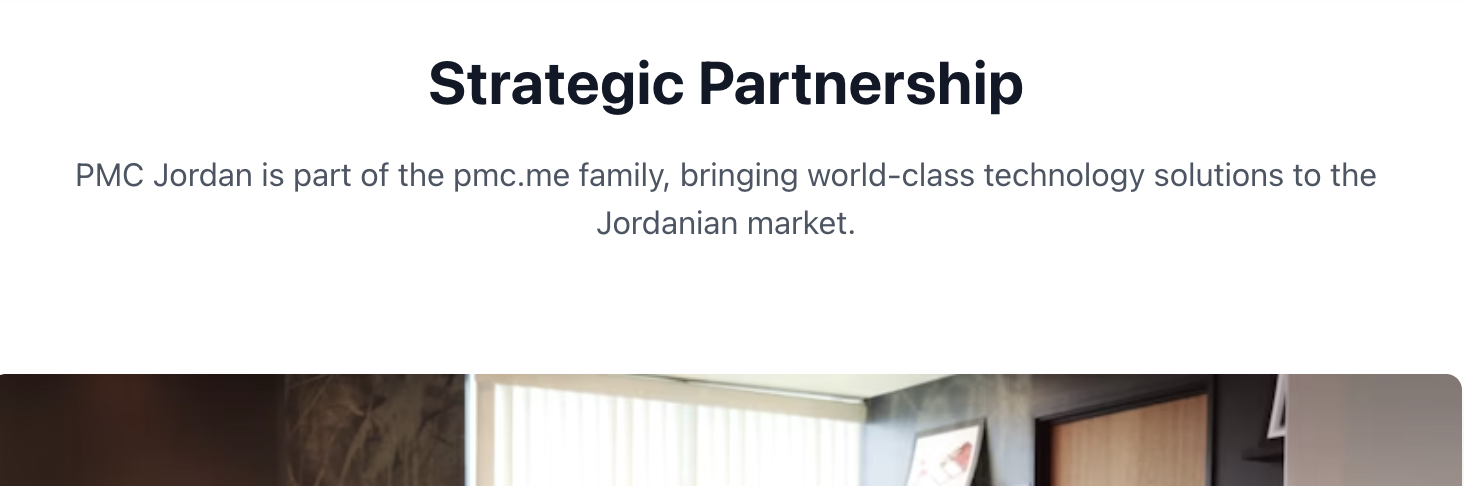 Strategic Partnership
PMC Jordan is part of the pmc.me family, bringing world-class technology solutions to the
Jordanian market.